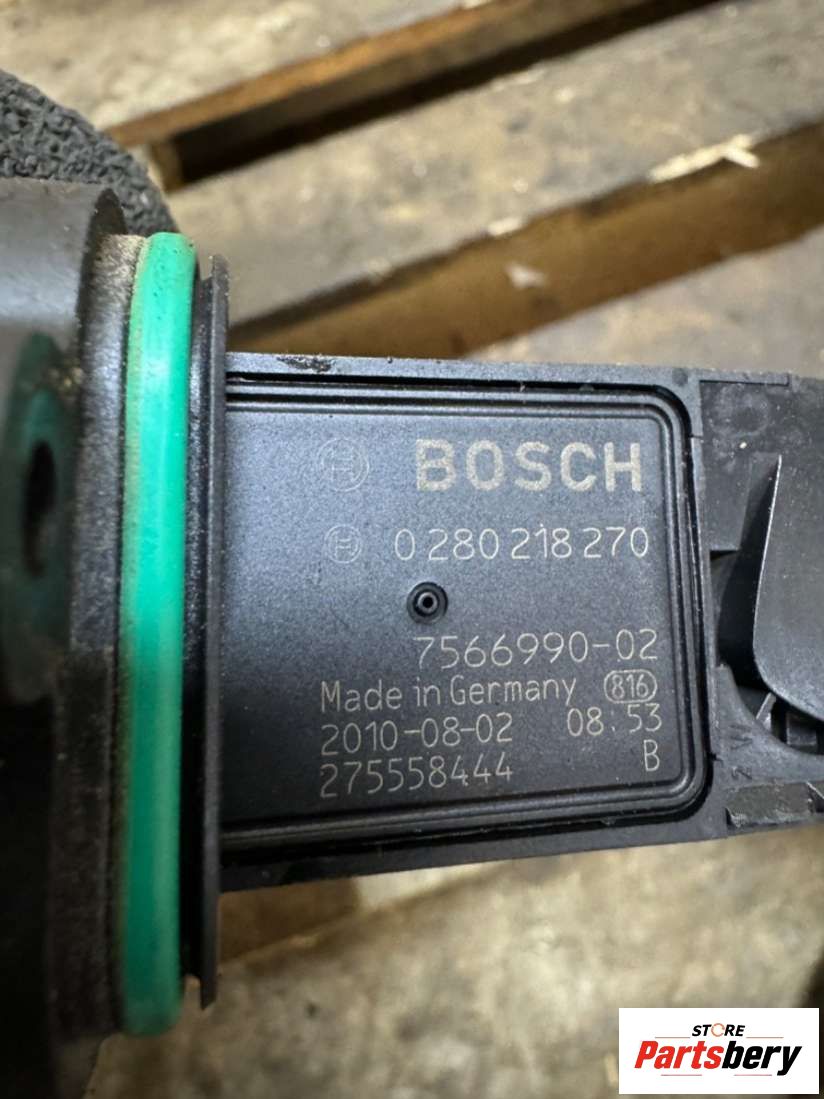 BOSCH
0 280 218 270
7566990-02
Made in Germany 816
2010-08-02 08:53
275558444 B
STORE
Partsbery